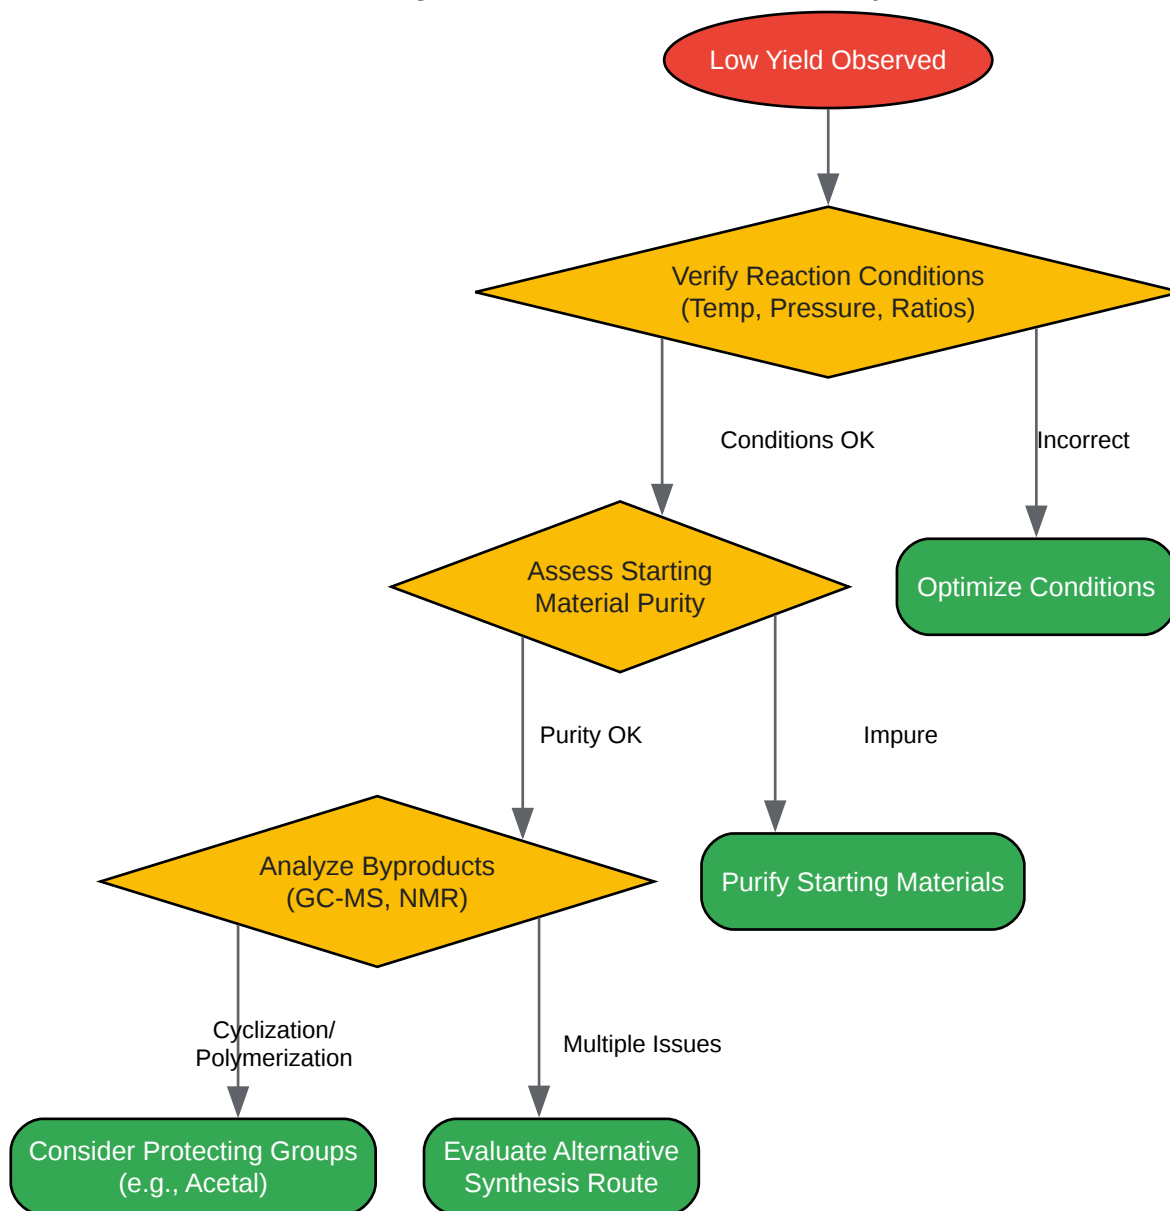 Low Yield Observed
Verify Reaction Conditions
(Temp, Pressure, Ratios)
Conditions OK
Incorrect
Assess Starting
Material Purity
Optimize Conditions
Purity OK
Impure
Analyze Byproducts
(GC-MS, NMR)
Purify Starting Materials
Cyclization/
Polymerization
Multiple Issues
Consider Protecting Groups
(e.g., Acetal)
Evaluate Alternative
Synthesis Route